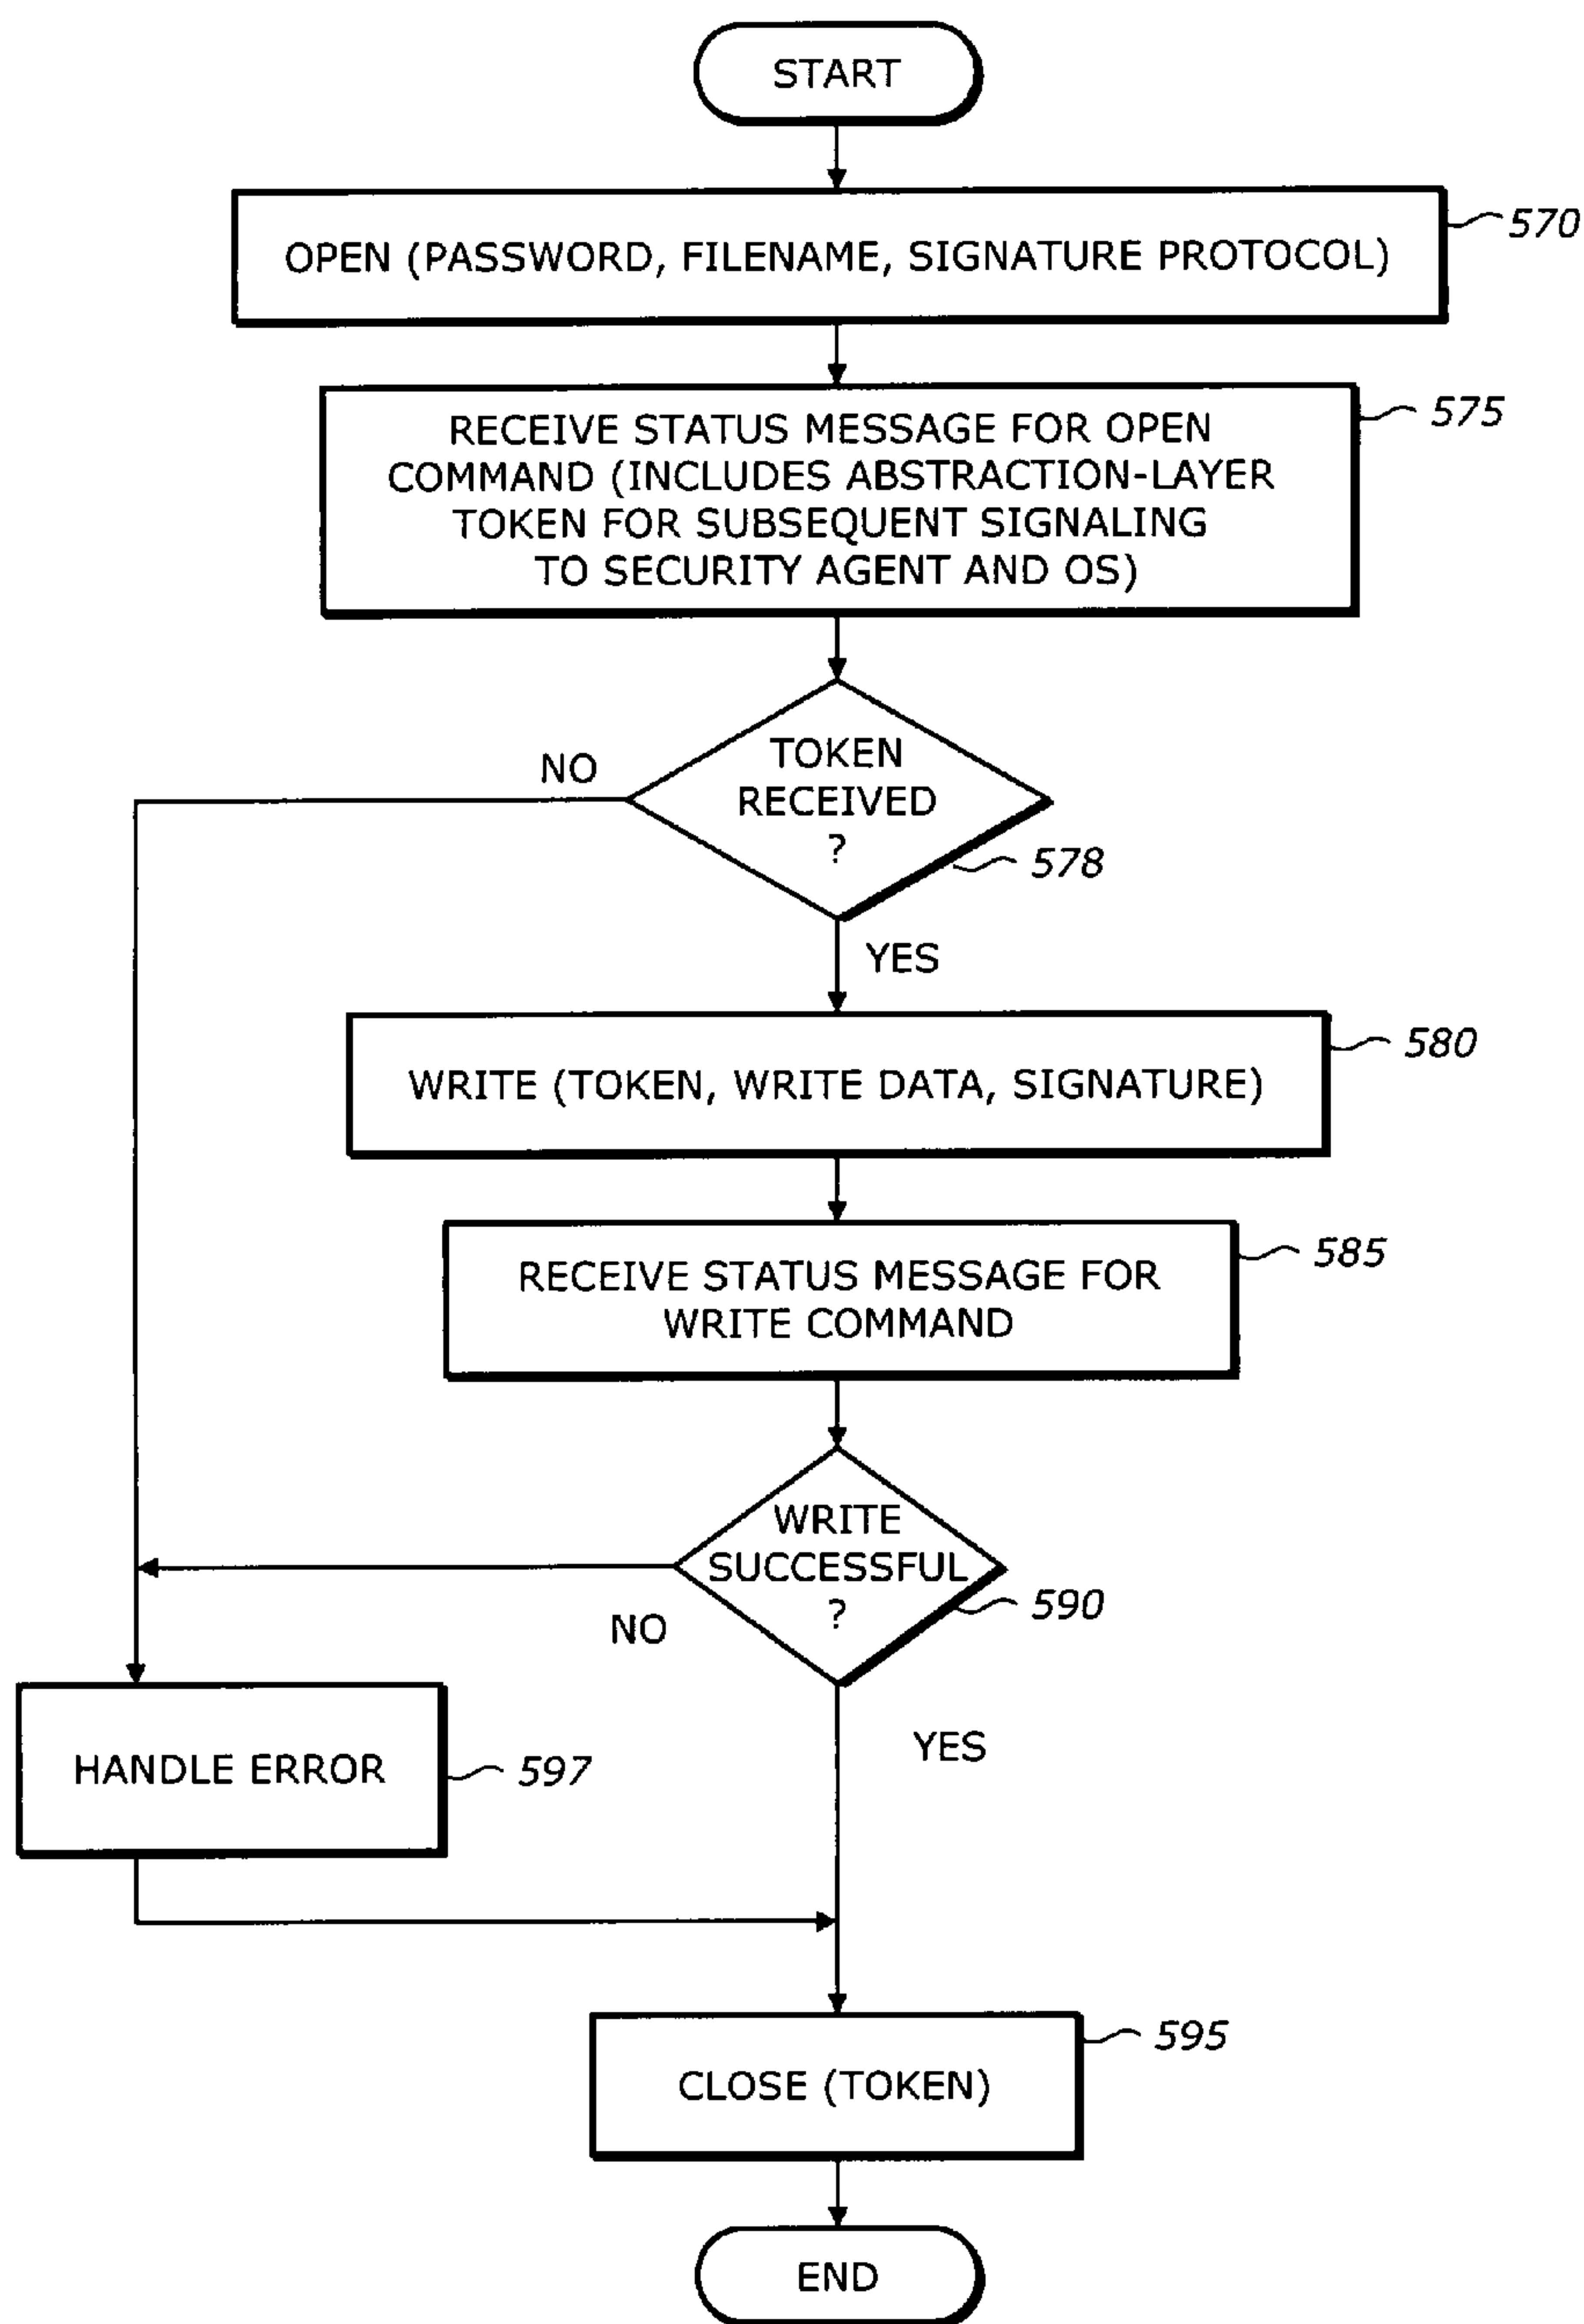 START
OPEN (PASSWORD, FILENAME, SIGNATURE PROTOCOL)
570
RECEIVE STATUS MESSAGE FOR OPEN
COMMAND (INCLUDES ABSTRACTION-LAYER
TOKEN FOR SUBSEQUENT SIGNALING
TO SECURITY AGENT AND OS)
575
TOKEN
RECEIVED
?
578
NO
YES
WRITE (TOKEN, WRITE DATA, SIGNATURE)
580
RECEIVE STATUS MESSAGE FOR
WRITE COMMAND
585
WRITE
SUCCESSFUL
?
590
NO
YES
HANDLE ERROR
597
CLOSE (TOKEN)
595
END